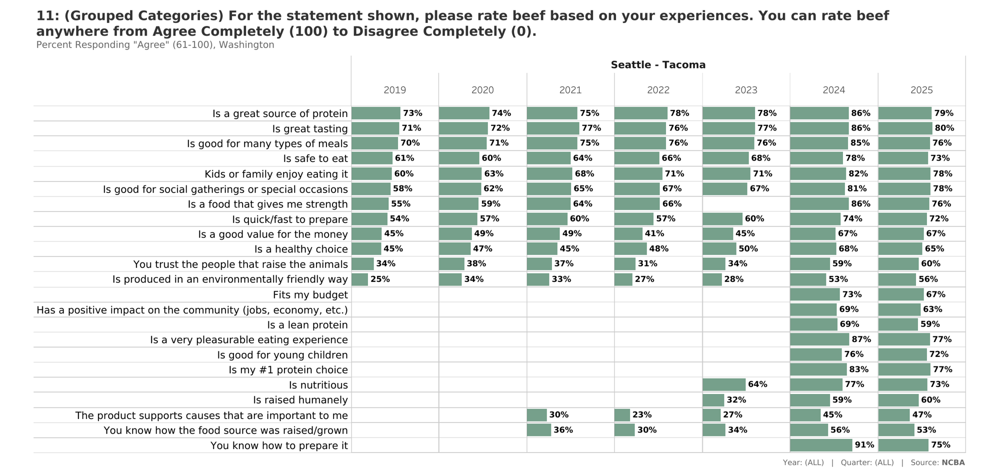 11: (Grouped Categories) For the statement shown, please rate beef based on your experiences. You can rate beef
anywhere from Agree Completely (100) to Disagree Completely (0).
Percent Responding "Agree" (61-100), Washington
Seattle - Tacoma
2019 2020 2021 2022 2023 2024 2025
Is a great source of protein 73% 74% 75% 78% 78% 86% 79%
Is great tasting 71% 72% 77% 76% 77% 86% 80%
Is good for many types of meals 70% 71% 75% 76% 76% 85% 76%
Is safe to eat 61% 60% 64% 66% 68% 78% 73%
Kids or family enjoy eating it 60% 63% 68% 71% 71% 82% 78%
Is good for social gatherings or special occasions 58% 62% 65% 67% 67% 81% 78%
Is a food that gives me strength 55% 59% 64% 66% 86% 76%
Is quick/fast to prepare 54% 57% 60% 57% 60% 74% 72%
Is a good value for the money 45% 49% 49% 41% 45% 67% 67%
Is a healthy choice 45% 47% 45% 48% 50% 68% 65%
You trust the people that raise the animals 34% 38% 37% 31% 34% 59% 60%
Is produced in an environmentally friendly way 25% 34% 33% 27% 28% 53% 56%
Fits my budget 73% 67%
Has a positive impact on the community (jobs, economy, etc.) 69% 63%
Is a lean protein 69% 59%
Is a very pleasurable eating experience 87% 77%
Is good for young children 76% 72%
Is my #1 protein choice 83% 77%
Is nutritious 64% 77% 73%
Is raised humanely 32% 59% 60%
The product supports causes that are important to me 30% 23% 27% 45% 47%
You know how the food source was raised/grown 36% 30% 34% 56% 53%
You know how to prepare it 91% 75%
Year: (ALL) | Quarter: (ALL) | Source: NCBA